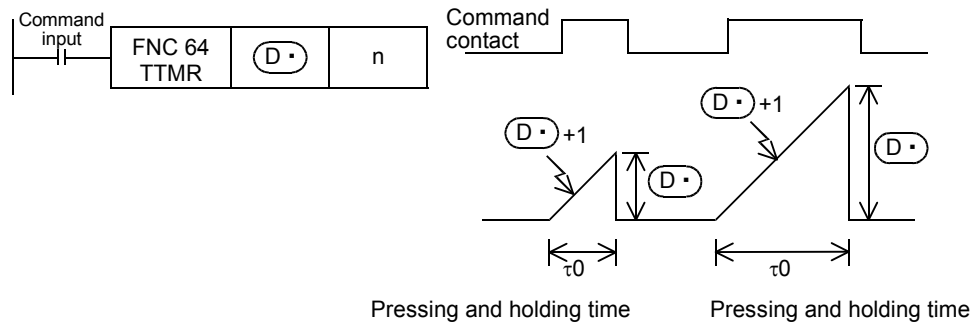 Command
input
FNC 64
TTMR
D・
n
Command
contact
D・+1
D・
D・+1
D・
τ0
τ0
Pressing and holding time
Pressing and holding time